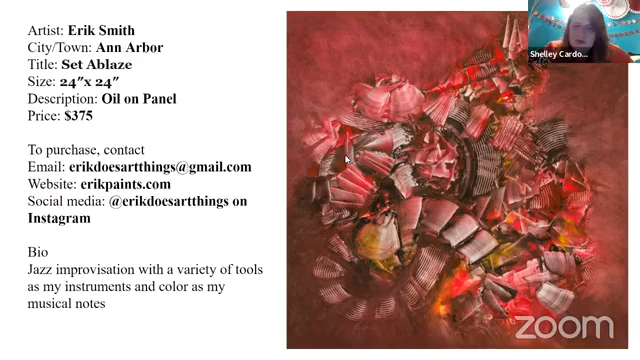 Artist: Erik Smith
City/Town: Ann Arbor
Title: Set Ablaze
Size: 24"x 24"
Description: Oil on Panel
Price: $375
To purchase, contact
Email: erikdoesartthings@gmail.com
Website: erikpaints.com
Social media: @erikdoesartthings on
Instagram
Bio
Jazz improvisation with a variety of tools
as my instruments and color as my
musical notes
Shelley Cardo...
zoom